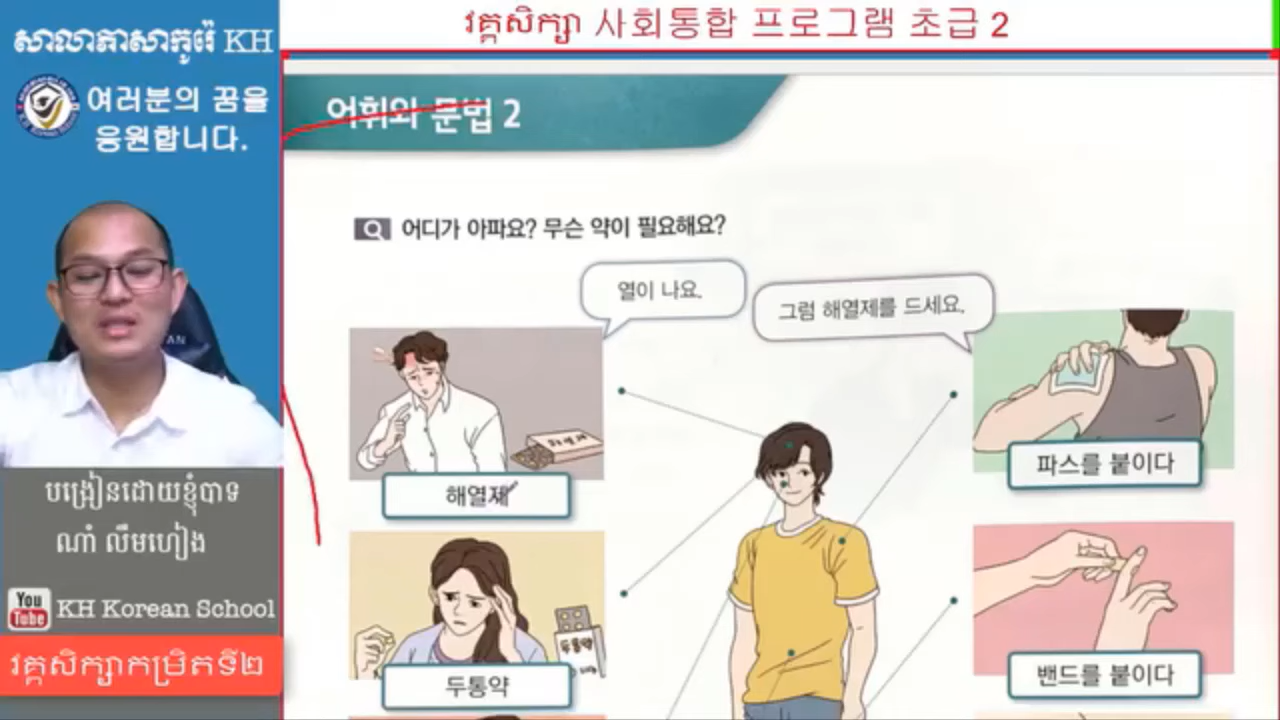 សាលាភាសាកូរ៉េ KH
여러분의 꿈을
응원합니다.
បង្រៀនដោយខ្ញុំបាទ
ណាំ លឹមហៀង
You
Tube
KH Korean School
វគ្គសិក្សាកម្រិតទី២
វគ្គសិក្សា 사회통합 프로그램 초급 2
어휘와 문법 2
Q 어디가 아파요? 무슨 약이 필요해요?
열이 나요.
그럼 해열제를 드세요.
해열제
파스를 붙이다
두통약
밴드를 붙이다